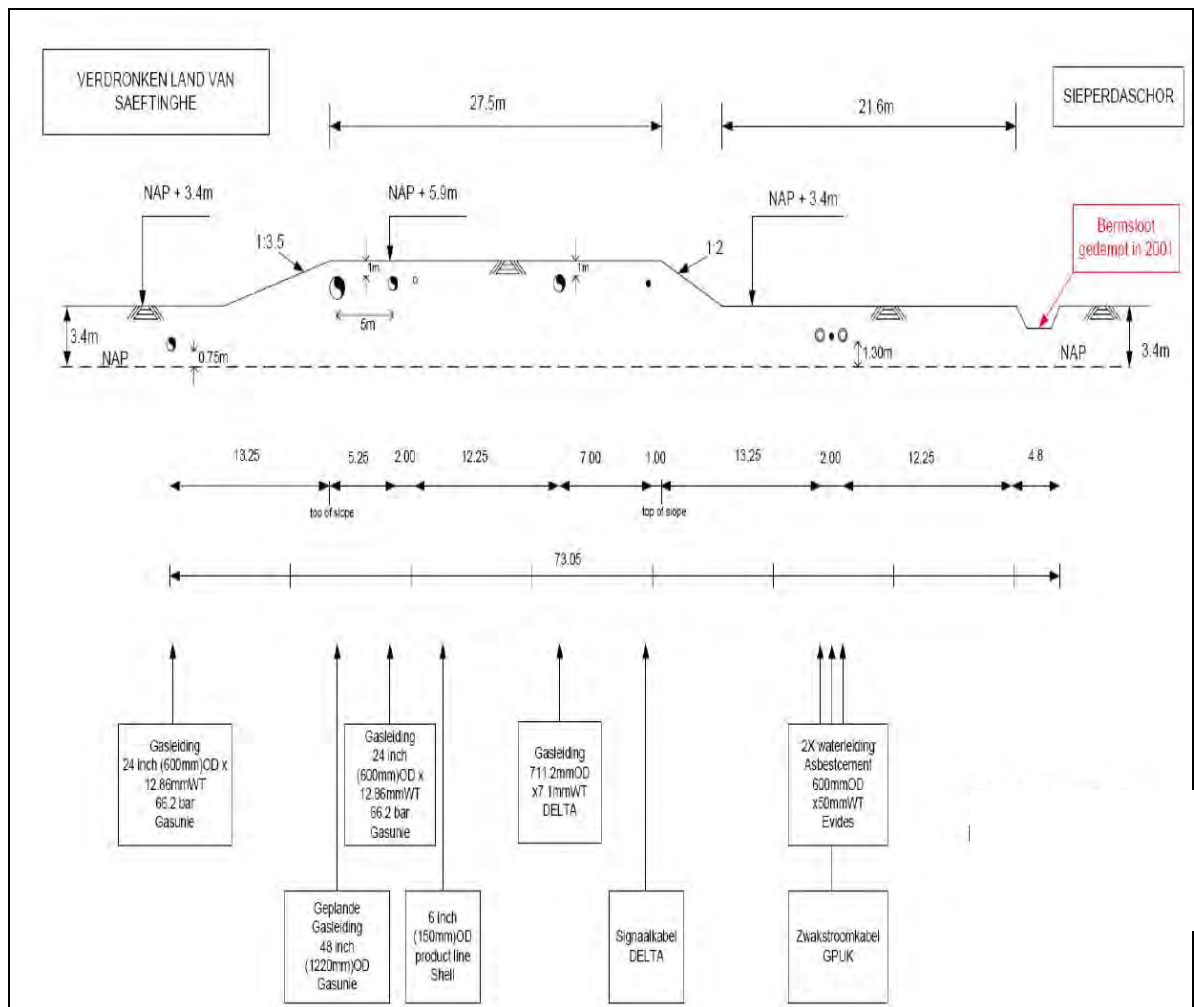 VERDRONKEN LAND VAN
SAEFTINGHE
27.5m
21.6m
SIEPERDASCHOR
NAP + 3.4m
NAP + 5.9m
NAP + 3.4m
Bermsloot
gedampt in 2001
1:3.5
1m
1m
1:2
5m
3.4m
NAP
0.75m
1.30m
NAP
3.4m
13.25
5.25
2.00
12.25
7.00
1.00
13.25
2.00
12.25
4.8
top of slope
top of slope
73.05
Gasleiding
24 inch (600mm)OD x
12.86mmWT
66.2 bar
Gasunie
Gasleiding
24 inch
(600mm)OD x
12.86mmWT
66.2 bar
Gasunie
Gasleiding
711.2mmOD
x7.1mmWT
DELTA
2X waterleiding
Asbestcement
600mmOD
x50mmWT
Evides
Geplande
Gasleiding
48 inch
(1220mm)OD
Gasunie
6 inch
(150mm)OD
product line
Shell
Signaalkabel
DELTA
Zwakstroomkabel
GPUK